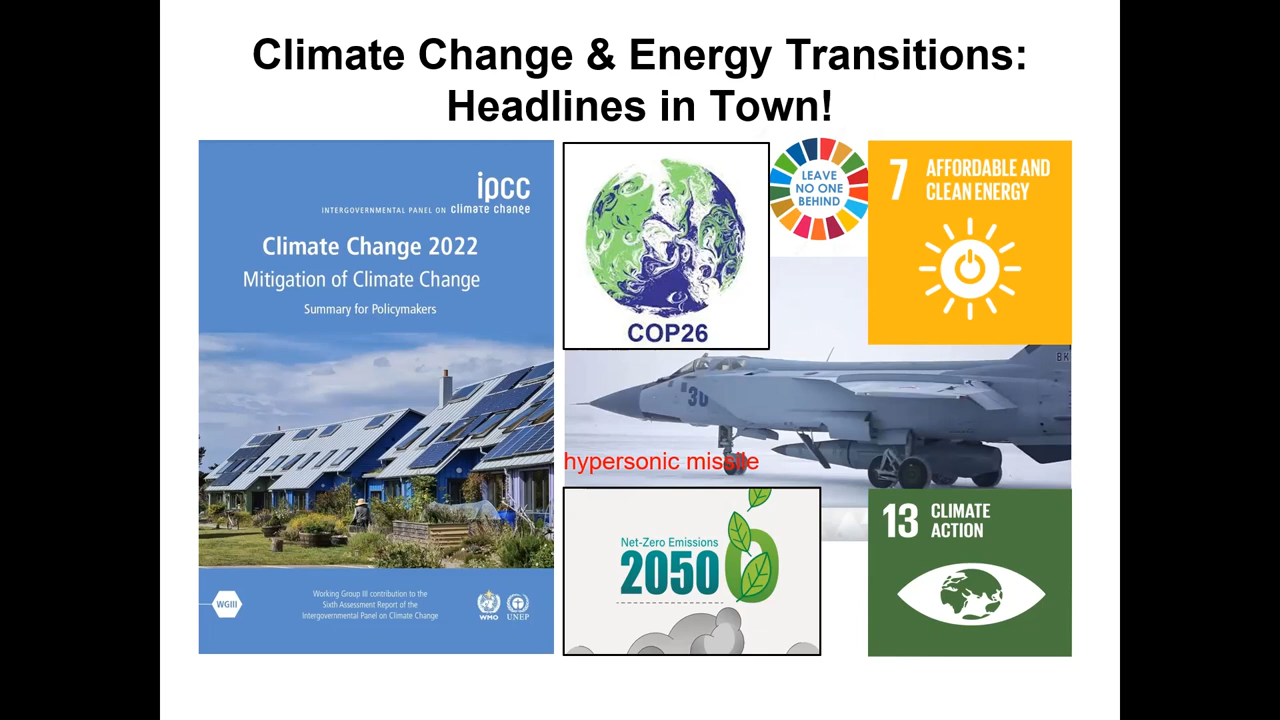 Climate Change & Energy Transitions:
Headlines in Town!
ipcc
INTERGOVERNMENTAL PANEL ON climate change
Climate Change 2022
Mitigation of Climate Change
Summary for Policymakers
WGIII
Working Group III contribution to the
Sixth Assessment Report of the
Intergovernmental Panel on Climate Change
WMO
UNEP
COP26
LEAVE
NO ONE
BEHIND
7 AFFORDABLE AND
CLEAN ENERGY
BK
30
hypersonic missile
Net-Zero Emissions
2050
13 CLIMATE
ACTION